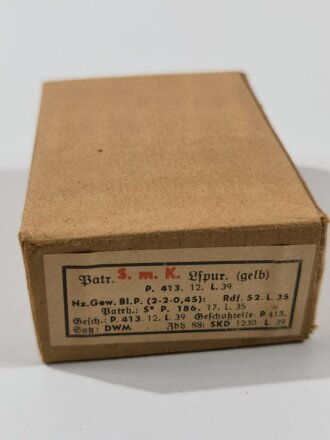 Patr. S. m. K. Lſpur. (gelb)
P. 413. 12. L. 39
Nz. Gew. Bl. P. (2-2-0,45): Rdf. 52. L. 35
Patrh.: S* P. 186. 17. L. 35
Geſch.: P. 413. 12. L. 39 Geſchoßteile: P. 413.
Satz: DWM Zdh 88: SKD 1230 L. 39